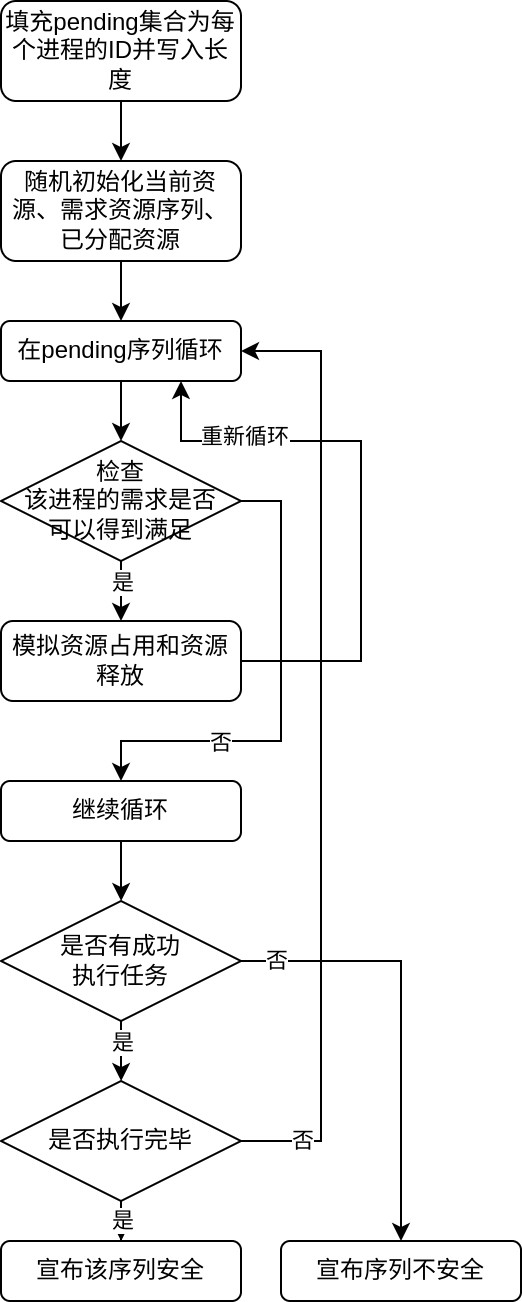 填充pending集合为每
个进程的ID并写入长
度
随机初始化当前资
源、需求资源序列、
已分配资源
在pending序列循环
重新循环
检查
该进程的需求是否
可以得到满足
是
模拟资源占用和资源
释放
否
继续循环
是否有成功
执行任务
否
是
是否执行完毕
否
是
宣布该序列安全
宣布序列不安全